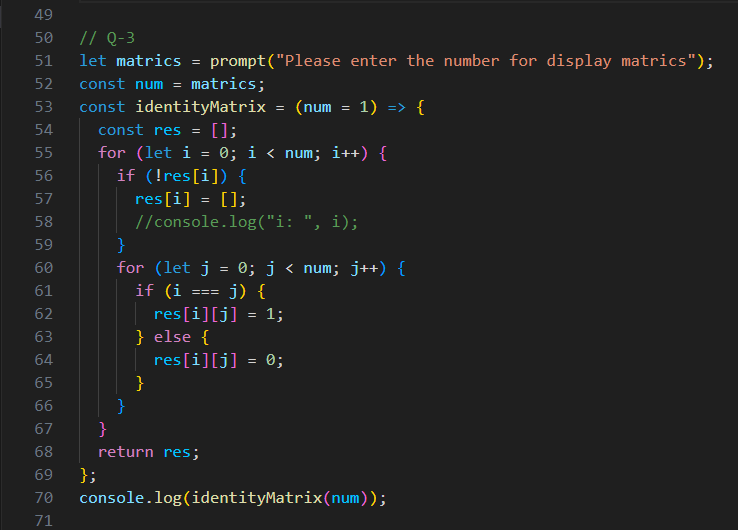 49
50 // Q-3
51 let matrics = prompt("Please enter the number for display matrics");
52 const num = matrics;
53 const identityMatrix = (num = 1) => {
54   const res = [];
55   for (let i = 0; i < num; i++) {
56     if (!res[i]) {
57       res[i] = [];
58       //console.log("i: ", i);
59     }
60     for (let j = 0; j < num; j++) {
61       if (i === j) {
62         res[i][j] = 1;
63       } else {
64         res[i][j] = 0;
65       }
66     }
67   }
68   return res;
69 };
70 console.log(identityMatrix(num));
71